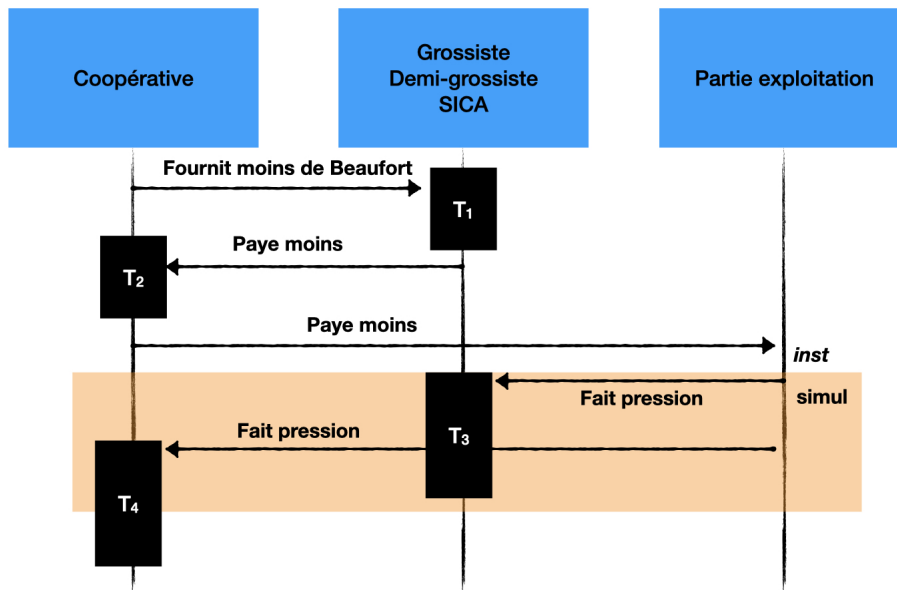 Coopérative
Grossiste
Demi-grossiste
SICA
Partie exploitation
Fournit moins de Beaufort
T₁
Paye moins
T₂
Paye moins
inst
Fait pression
simul
Fait pression
T₃
T₄